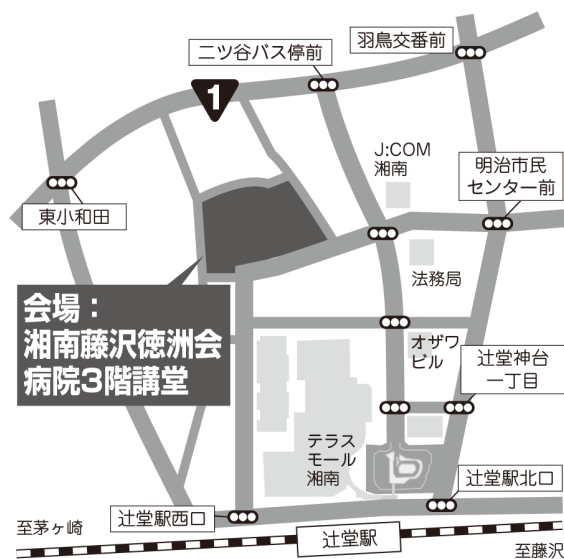 羽鳥交番前
二ツ谷バス停前
1
J:COM
湘南
明治市民
センター前
東小和田
法務局
会場：
湘南藤沢徳洲会
病院3階講堂
オザワ
ビル
辻堂神台
一丁目
テラス
モール
湘南
辻堂駅北口
辻堂駅西口
至茅ヶ崎
辻堂駅
至藤沢